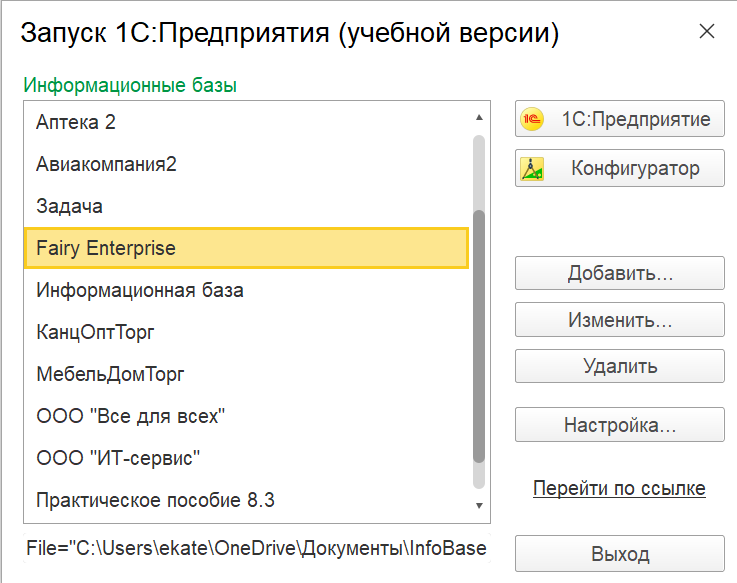 Запуск 1С:Предприятия (учебной версии)
Информационные базы
Аптека 2
Авиакомпания2
Задача
Fairy Enterprise
Информационная база
КанцОптТорг
МебельДомТорг
ООО "Все для всех"
ООО "ИТ-сервис"
Практическое пособие 8.3
File="C:\Users\ekate\OneDrive\Документы\InfoBase
1С:Предприятие
Конфигуратор
Добавить...
Изменить...
Удалить
Настройка...
Перейти по ссылке
Выход